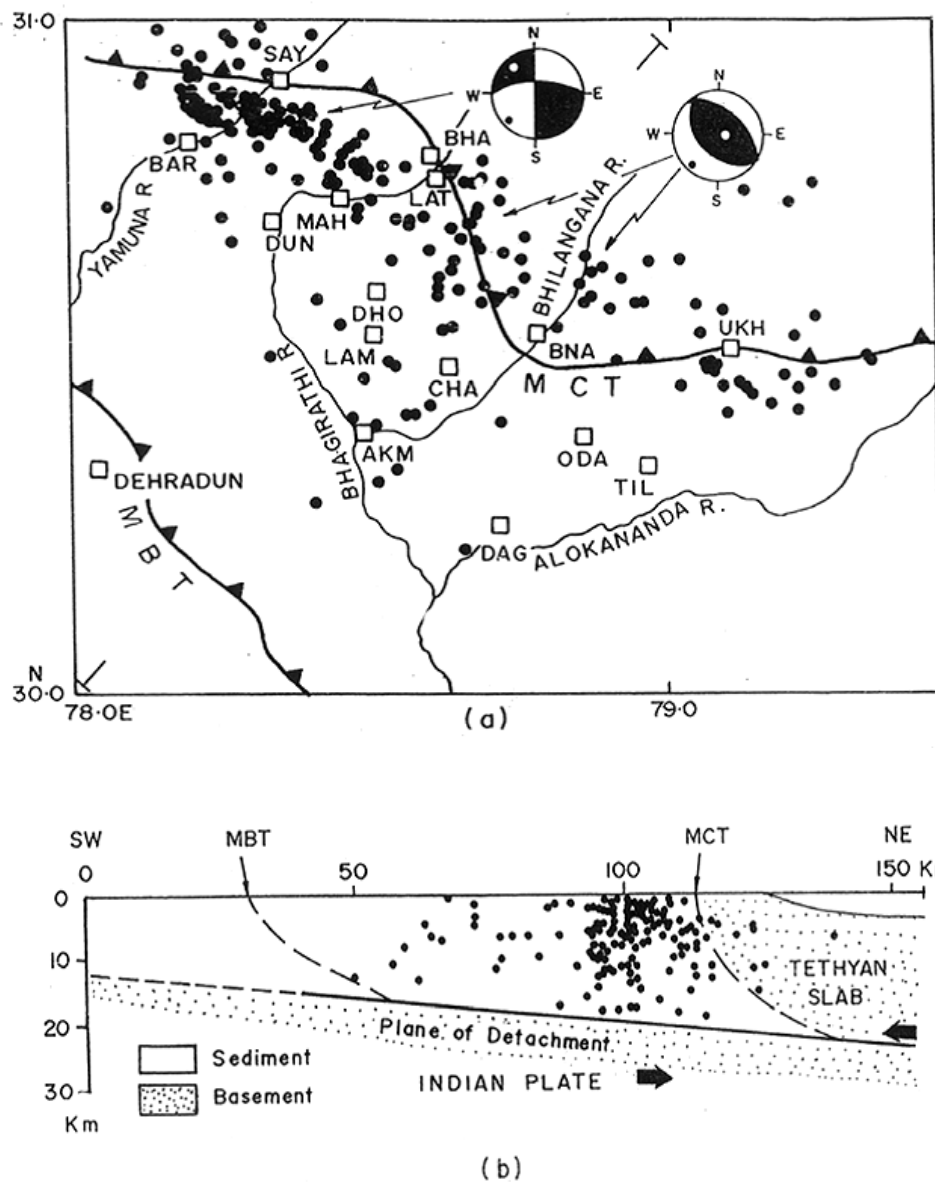 31.0
SAY
N
W
E
S
N
W
E
S
BHA
BAR
LAT
MAH
DUN
YAMUNA R
BHILANGANA R.
DHO
LAM
UKH
BNA
CHA
M C T
BHAGIRATHI R.
AKM
ODA
TIL
DEHRADUN
DAG
ALOKANANDA R.
M B T
N
30.0
78.0E
79.0
(a)
SW
MBT
MCT
NE
0
50
100
150 K
0
10
20
30
Km
TETHYAN
SLAB
Plane of Detachment
INDIAN PLATE
Sediment
Basement
(b)